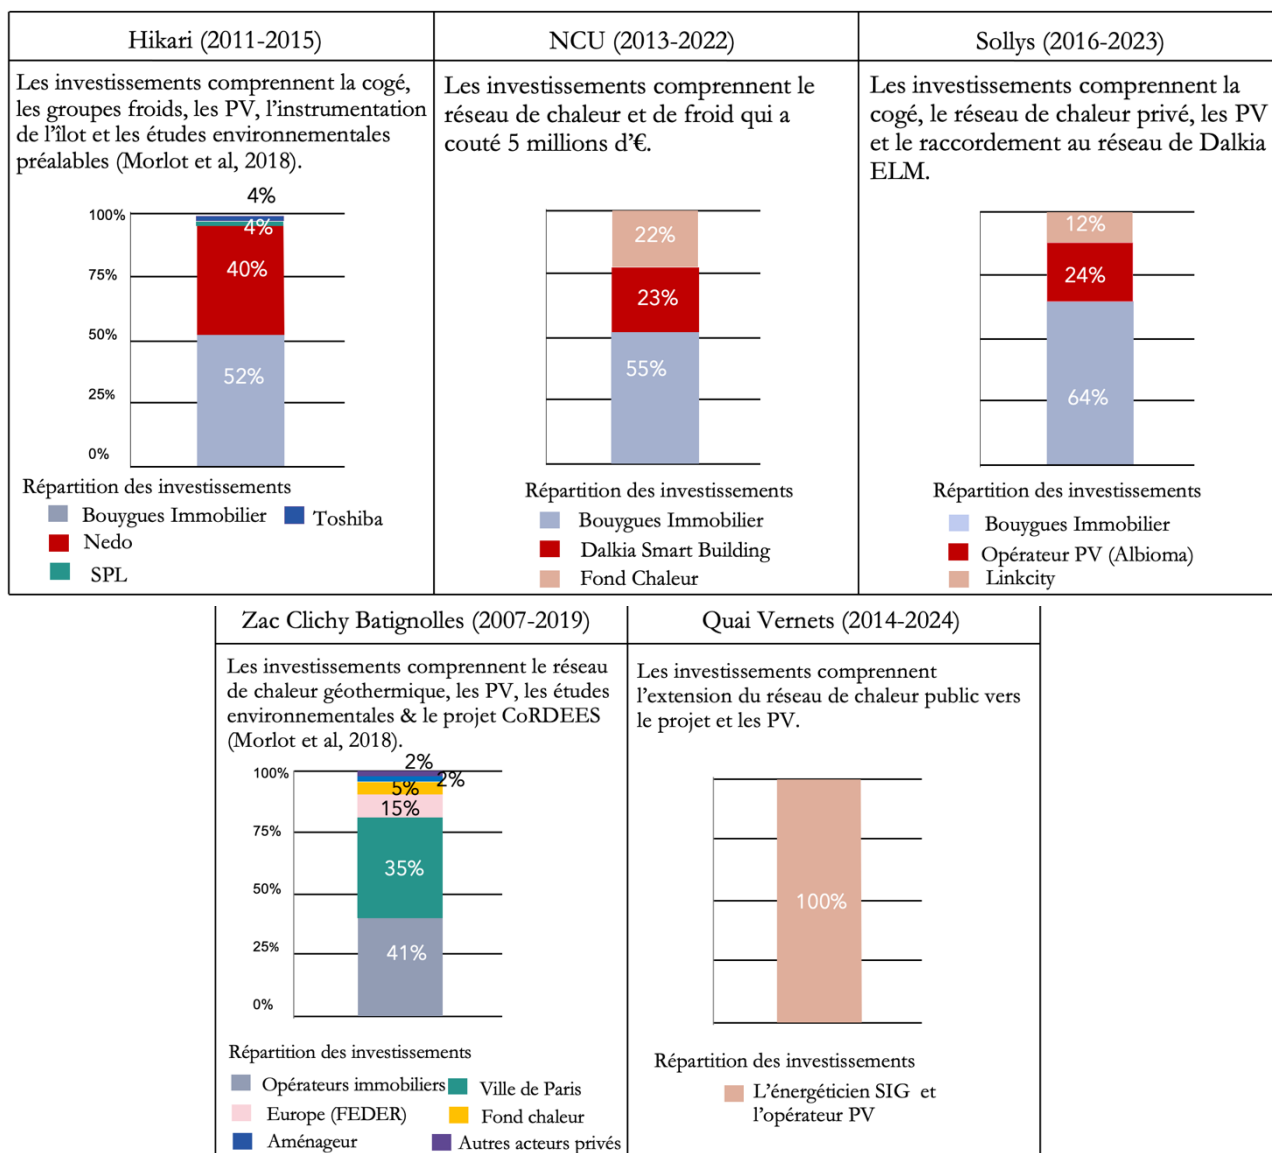 Hikari (2011-2015)
Les investissements comprennent la cogé,
les groupes froids, les PV, l'instrumentation
de l'îlot et les études environnementales
préalables (Morlot et al, 2018).
4%
100%
4%
40%
75%
50%
52%
25%
0%
Répartition des investissements
Bouygues Immobilier
Toshiba
Nedo
SPL
NCU (2013-2022)
Les investissements comprennent le
réseau de chaleur et de froid qui a
couté 5 millions d'€.
22%
23%
55%
Répartition des investissements
Bouygues Immobilier
Dalkia Smart Building
Fond Chaleur
Sollys (2016-2023)
Les investissements comprennent la
cogé, le réseau de chaleur privé, les PV
et le raccordement au réseau de Dalkia
ELM.
12%
24%
64%
Répartition des investissements
Bouygues Immobilier
Opérateur PV (Albioma)
Linkcity
Zac Clichy Batignolles (2007-2019)
Les investissements comprennent le réseau
de chaleur géothermique, les PV, les études
environnementales & le projet CoRDEES
(Morlot et al, 2018).
2%
100%
2%
5%
15%
75%
35%
50%
25%
41%
0%
Répartition des investissements
Opérateurs immobiliers
Ville de Paris
Europe (FEDER)
Fond chaleur
Aménageur
Autres acteurs privés
Quai Vernets (2014-2024)
Les investissements comprennent
l'extension du réseau de chaleur public vers
le projet et les PV.
100%
Répartition des investissements
L'énergéticien SIG et
l'opérateur PV